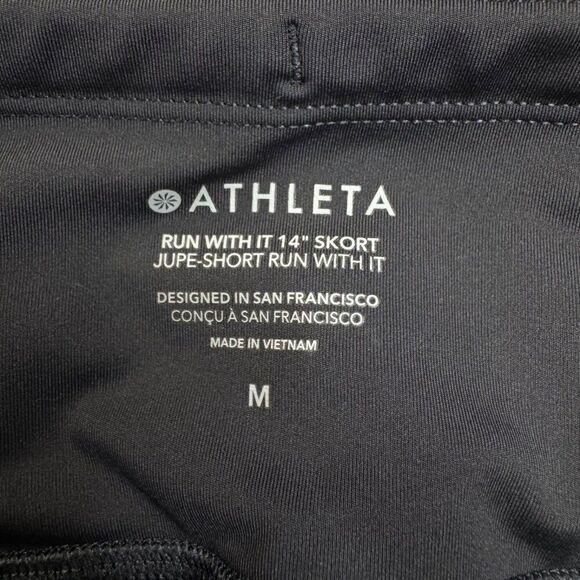 ATHLETA
RUN WITH IT 14" SKORT
JUPE-SHORT RUN WITH IT
DESIGNED IN SAN FRANCISCO
CONÇU À SAN FRANCISCO
MADE IN VIETNAM
M